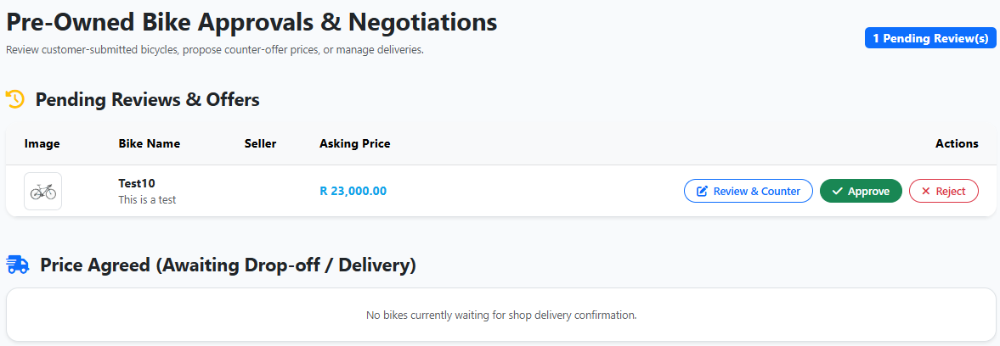 Pre-Owned Bike Approvals & Negotiations
Review customer-submitted bicycles, propose counter-offer prices, or manage deliveries.
1 Pending Review(s)
Pending Reviews & Offers
Image Bike Name Seller Asking Price Actions
Test10
This is a test
R 23,000.00
Review & Counter Approve Reject
Price Agreed (Awaiting Drop-off / Delivery)
No bikes currently waiting for shop delivery confirmation.